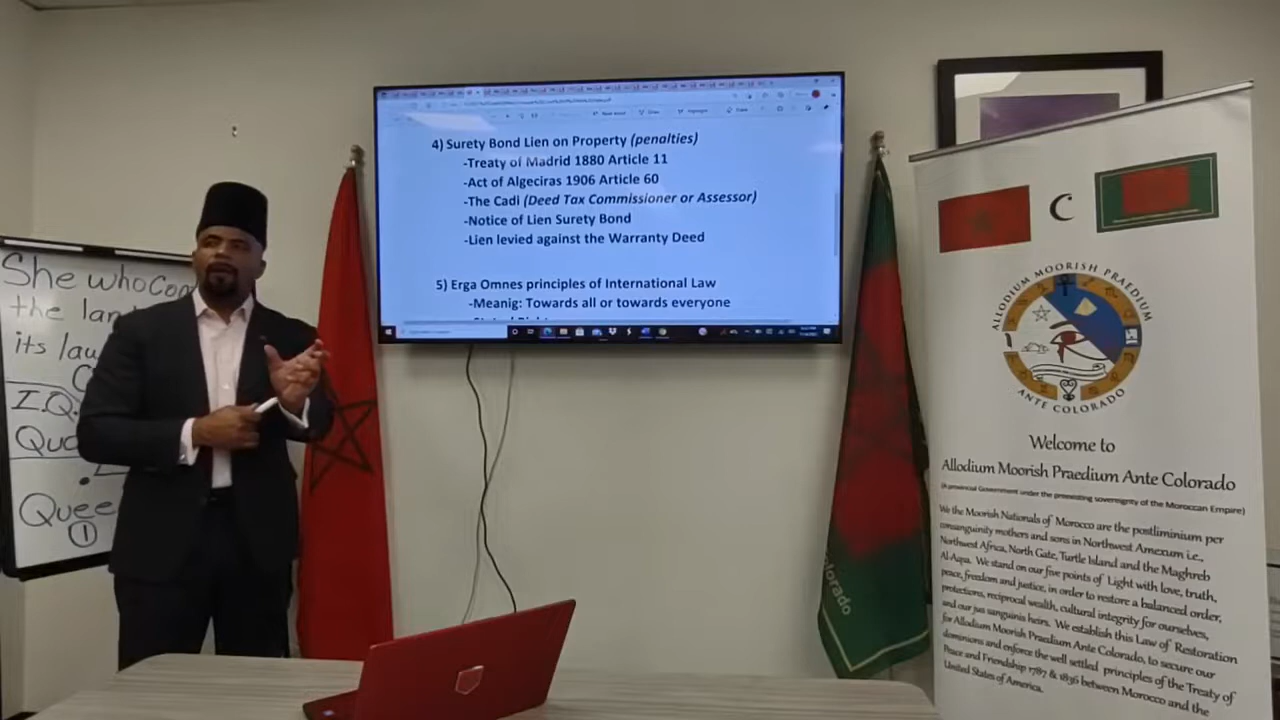 She who Con
the lan
its law
I.Q.
Quo
Quee
1
4) Surety Bond Lien on Property (penalties)
-Treaty of Madrid 1880 Article 11
-Act of Algeciras 1906 Article 60
-The Cadi (Deed Tax Commissioner or Assessor)
-Notice of Lien Surety Bond
-Lien levied against the Warranty Deed
5) Erga Omnes principles of International Law
-Meanig: Towards all or towards everyone
olorado
ALLODIUM MOORISH PRAEDIUM
ANTE COLORADO
Welcome to
Allodium Moorish Praedium Ante Colorado
(A provincial Government under the preexisting sovereignty of the Moroccan Empire)
We the Moorish Nationals of Morocco are the postliminium per
consanguinity mothers and sons in Northwest Amexum i.e.,
Northwest Africa, North Gate, Turtle Island and the Maghreb
Al-Aqsa. We stand on our five points of Light with love, truth,
peace, freedom and justice, in order to restore a balanced order,
protections, reciprocal wealth, cultural integrity for ourselves,
and our jus sanguinis heirs. We establish this Law of Restoration
for Allodium Moorish Praedium Ante Colorado, to secure our
dominions and enforce the well settled principles of the Treaty of
Peace and Friendship 1787 & 1836 between Morocco and the
United States of America.